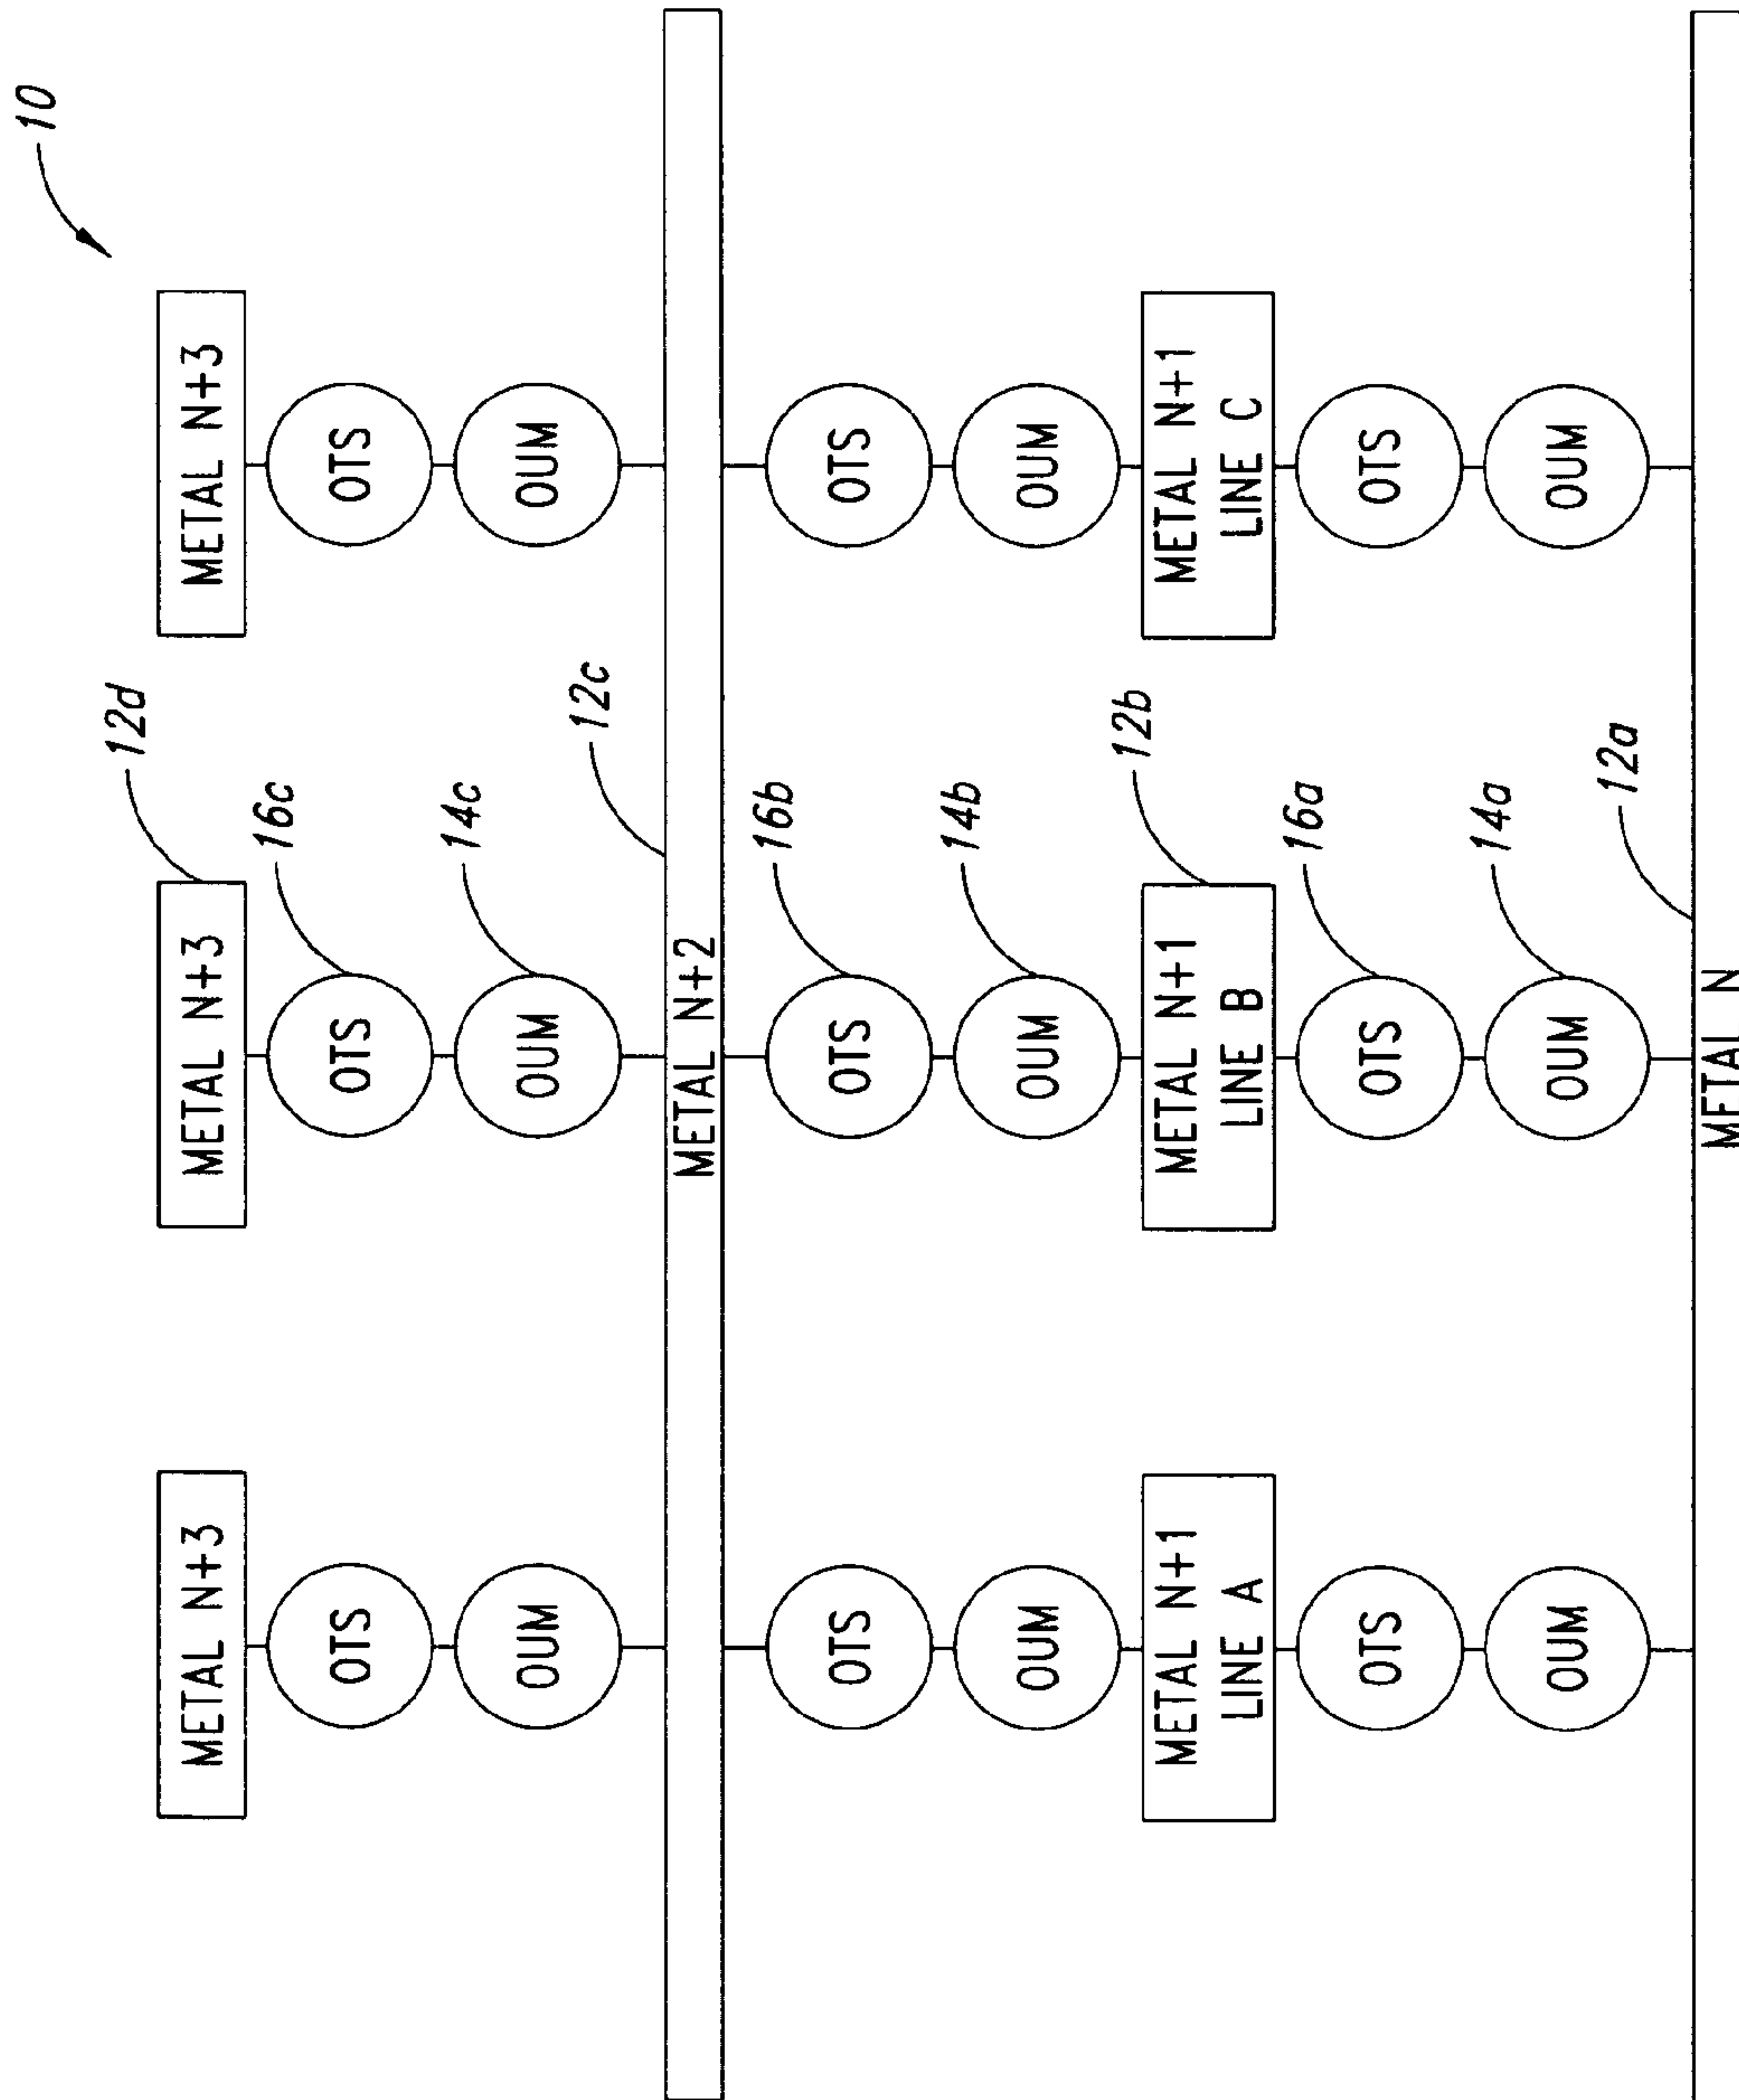 10
METAL N+3
METAL N+3
METAL N+3
12d
OTS
OTS
OTS
16c
OUM
OUM
OUM
14c
12c
METAL N+2
OTS
OTS
OTS
16b
OUM
OUM
OUM
14b
METAL N+1
LINE A
METAL N+1
LINE B
METAL N+1
LINE C
12b
OTS
OTS
OTS
16a
OUM
OUM
OUM
14a
12a
METAL N